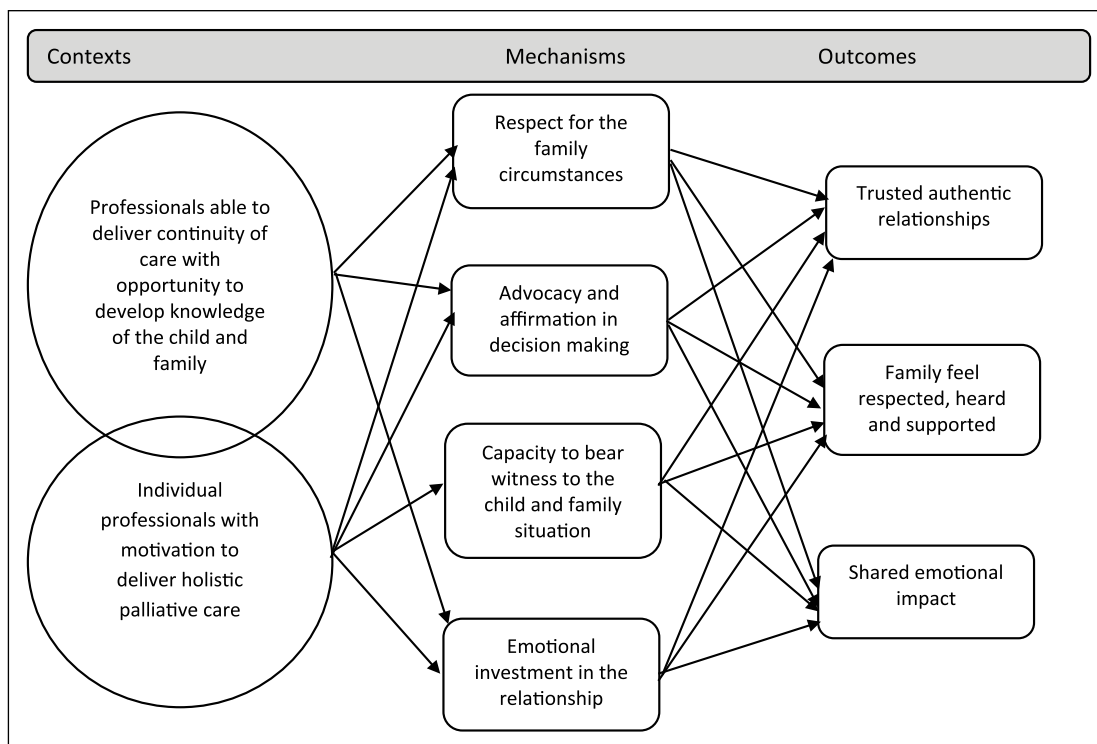 Contexts
Mechanisms
Outcomes
Professionals able to
deliver continuity of
care with
opportunity to
develop knowledge
of the child and
family
Individual
professionals with
motivation to
deliver holistic
palliative care
Respect for the
family
circumstances
Advocacy and
affirmation in
decision making
Capacity to bear
witness to the
child and family
situation
Emotional
investment in the
relationship
Trusted authentic
relationships
Family feel
respected, heard
and supported
Shared emotional
impact